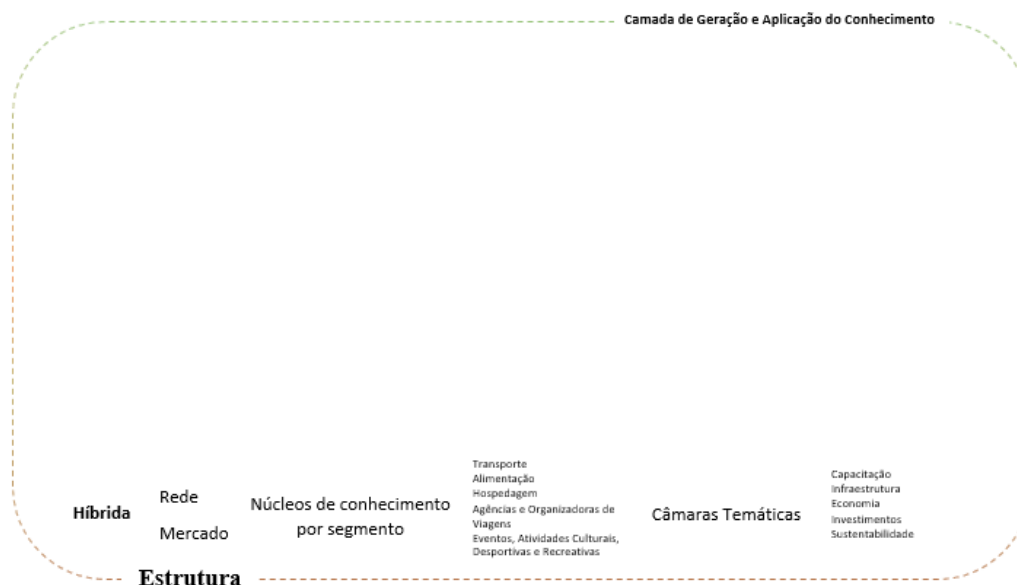 Camada de Geração e Aplicação do Conhecimento
Híbrida
Rede
Mercado
Núcleos de conhecimento
por segmento
Transporte
Alimentação
Hospedagem
Agências e Organizadoras de
Viagens
Eventos, Atividades Culturais,
Desportivas e Recreativas
Câmaras Temáticas
Capacitação
Infraestrutura
Economia
Investimentos
Sustentabilidade
Estrutura